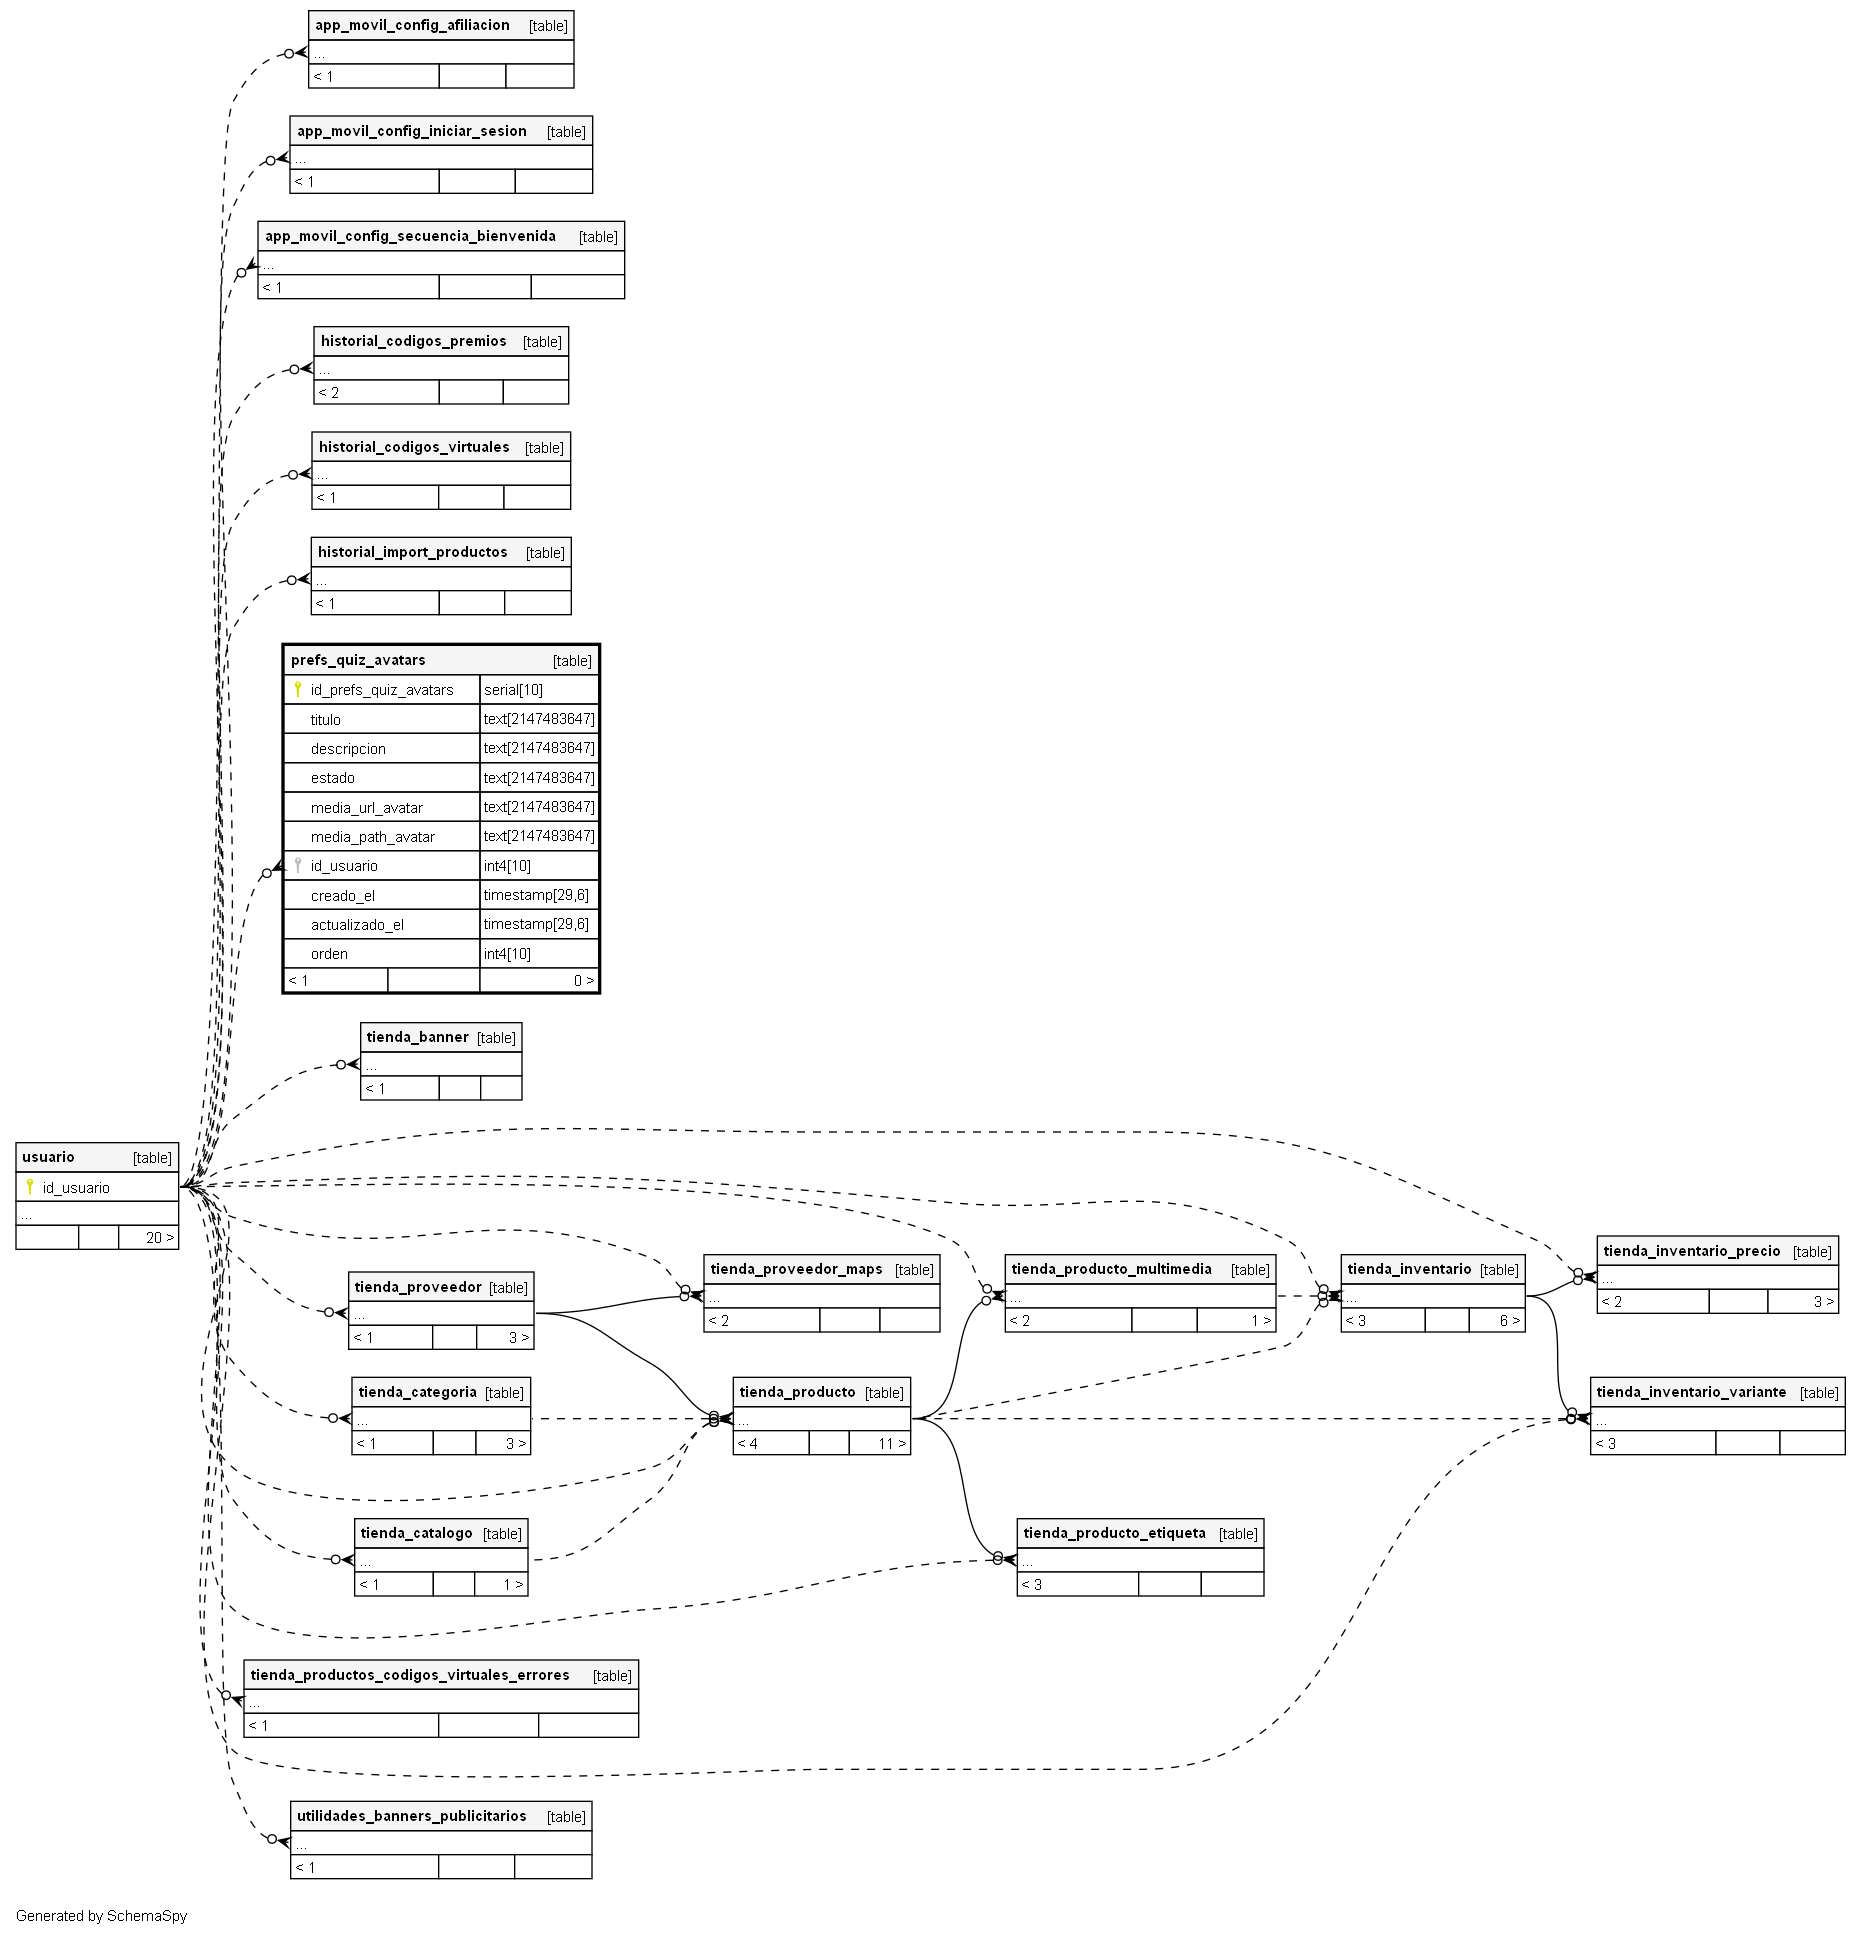 app_movil_config_afiliacion [table]
...
< 1
app_movil_config_iniciar_sesion [table]
...
< 1
app_movil_config_secuencia_bienvenida [table]
...
< 1
historial_codigos_premios [table]
...
< 2
historial_codigos_virtuales [table]
...
< 1
historial_import_productos [table]
...
< 1
prefs_quiz_avatars [table]
id_prefs_quiz_avatars serial[10]
titulo text[2147483647]
descripcion text[2147483647]
estado text[2147483647]
media_url_avatar text[2147483647]
media_path_avatar text[2147483647]
id_usuario int4[10]
creado_el timestamp[29,6]
actualizado_el timestamp[29,6]
orden int4[10]
< 1 0 >
tienda_banner [table]
...
< 1
usuario [table]
id_usuario
...
20 >
tienda_proveedor [table]
...
< 1 3 >
tienda_proveedor_maps [table]
...
< 2
tienda_producto_multimedia [table]
...
< 2 1 >
tienda_inventario [table]
...
< 3 6 >
tienda_inventario_precio [table]
...
< 2 3 >
tienda_categoria [table]
...
< 1 3 >
tienda_producto [table]
...
< 4 11 >
tienda_inventario_variante [table]
...
< 3
tienda_catalogo [table]
...
< 1 1 >
tienda_producto_etiqueta [table]
...
< 3
tienda_productos_codigos_virtuales_errores [table]
...
< 1
utilidades_banners_publicitarios [table]
...
< 1
Generated by SchemaSpy